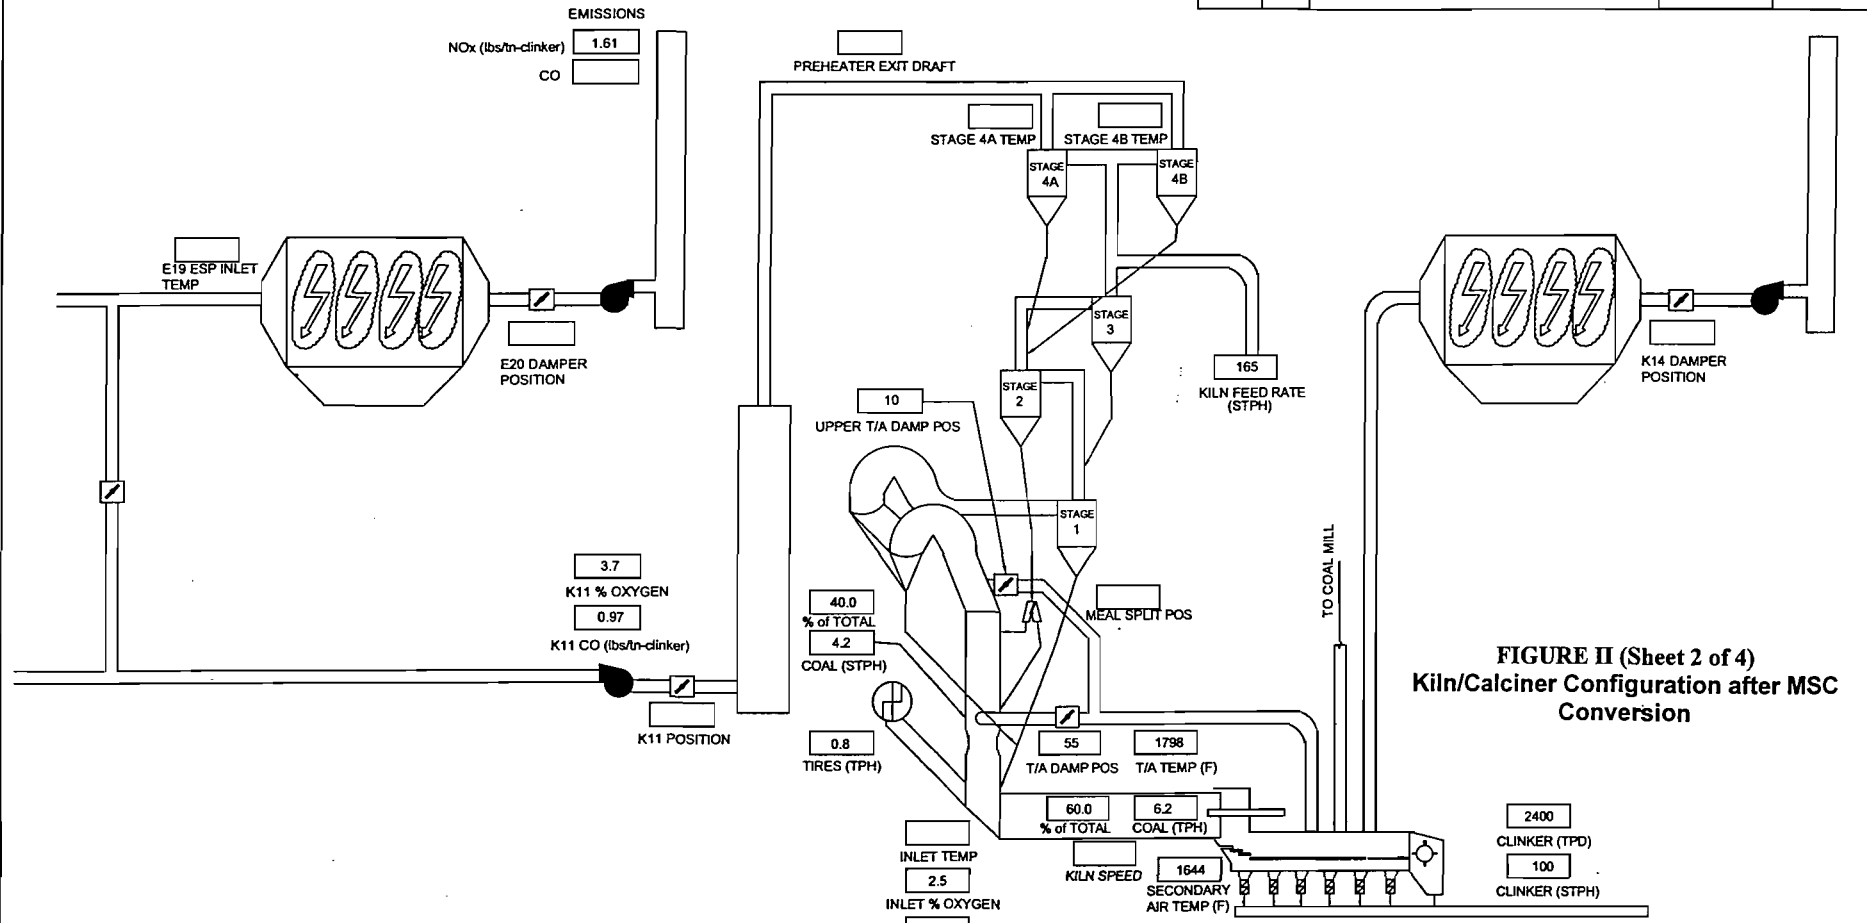 EMISSIONS
NOx (lbs/tn-clinker) 1.61
CO
PREHEATER EXIT DRAFT
STAGE 4A TEMP
STAGE 4B TEMP
STAGE
4A
STAGE
4B
E19 ESP INLET
TEMP
E20 DAMPER
POSITION
STAGE
3
STAGE
2
165
KILN FEED RATE
(STPH)
K14 DAMPER
POSITION
10
UPPER T/A DAMP POS
STAGE
1
TO COAL MILL
3.7
K11 % OXYGEN
0.97
K11 CO (lbs/tn-clinker)
40.0
% of TOTAL
4.2
COAL (STPH)
MEAL SPLIT POS
FIGURE II (Sheet 2 of 4)
Kiln/Calciner Configuration after MSC
Conversion
K11 POSITION
0.8
TIRES (TPH)
55
T/A DAMP POS
1798
T/A TEMP (F)
60.0
% of TOTAL
6.2
COAL (TPH)
2400
CLINKER (TPD)
100
CLINKER (STPH)
INLET TEMP
2.5
INLET % OXYGEN
KILN SPEED
1644
SECONDARY
AIR TEMP (F)